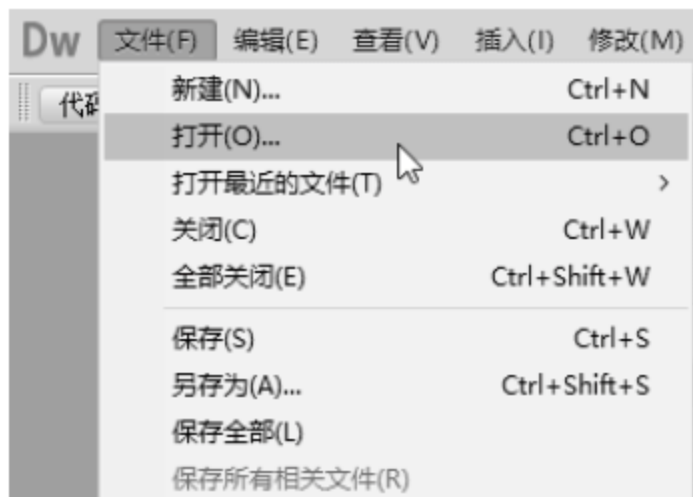 Dw 文件(F) 编辑(E) 查看(V) 插入(I) 修改(M)
代码
新建(N)... Ctrl+N
打开(O)... Ctrl+O
打开最近的文件(T) >
关闭(C) Ctrl+W
全部关闭(E) Ctrl+Shift+W
保存(S) Ctrl+S
另存为(A)... Ctrl+Shift+S
保存全部(L)
保存所有相关文件(R)